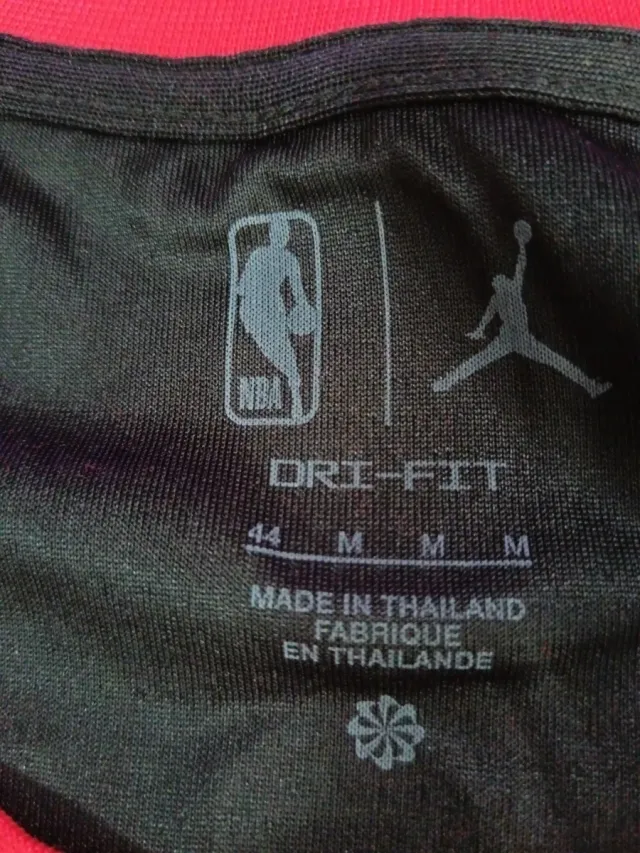 NBA
DRI-FIT
44 M M M
MADE IN THAILAND
FABRIQUE
EN THAILANDE